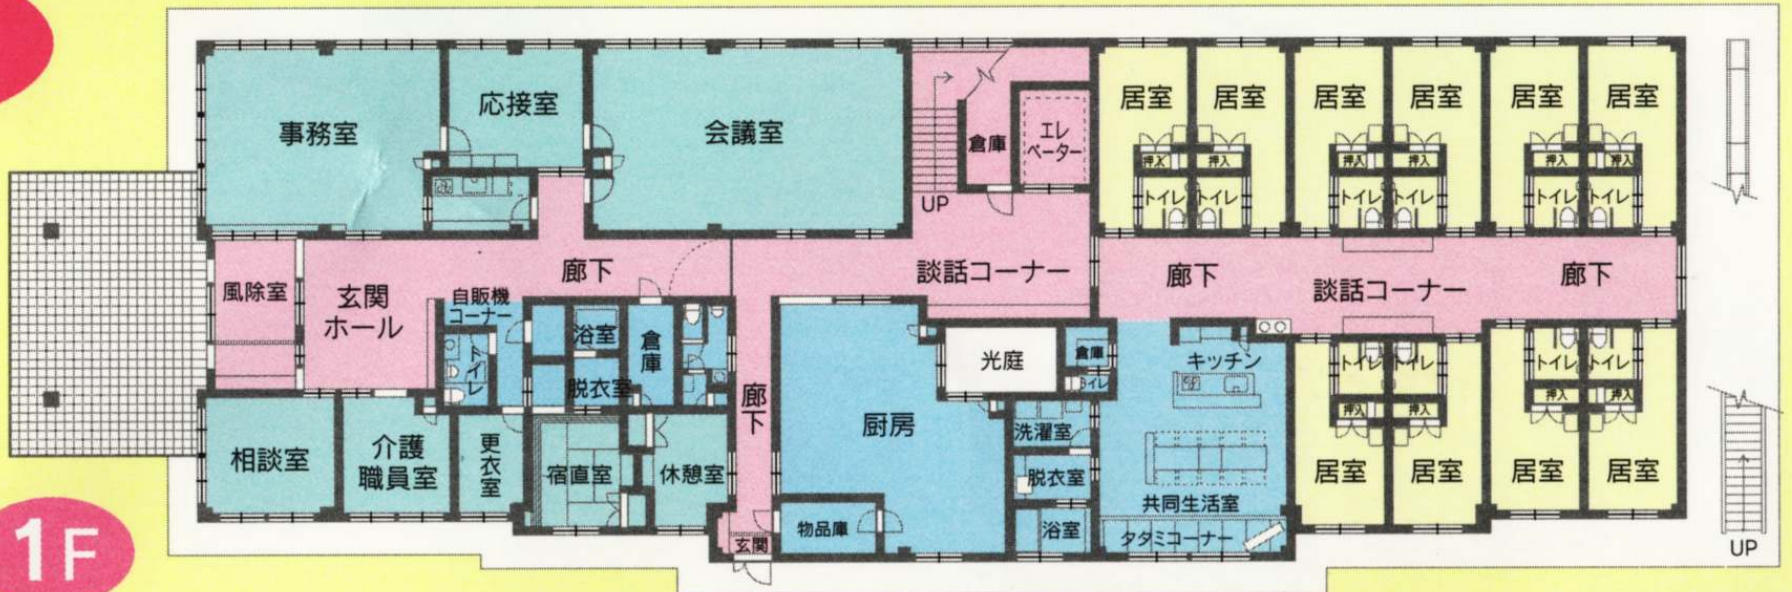 事務室
応接室
会議室
倉庫
エレ
ベーター
UP
居室
居室
居室
居室
居室
居室
押入
押入
押入
押入
押入
押入
トイレ
トイレ
トイレ
トイレ
トイレ
トイレ
風除室
玄関
ホール
自販機
コーナー
廊下
談話コーナー
廊下
談話コーナー
廊下
トイレ
浴室
脱衣室
倉庫
廊下
厨房
光庭
倉庫
トイレ
キッチン
洗濯室
脱衣室
浴室
共同生活室
タタミコーナー
トイレ
トイレ
トイレ
トイレ
押入
押入
押入
押入
居室
居室
居室
居室
相談室
介護
職員室
更衣室
宿直室
休憩室
物品庫
玄関
UP
1F